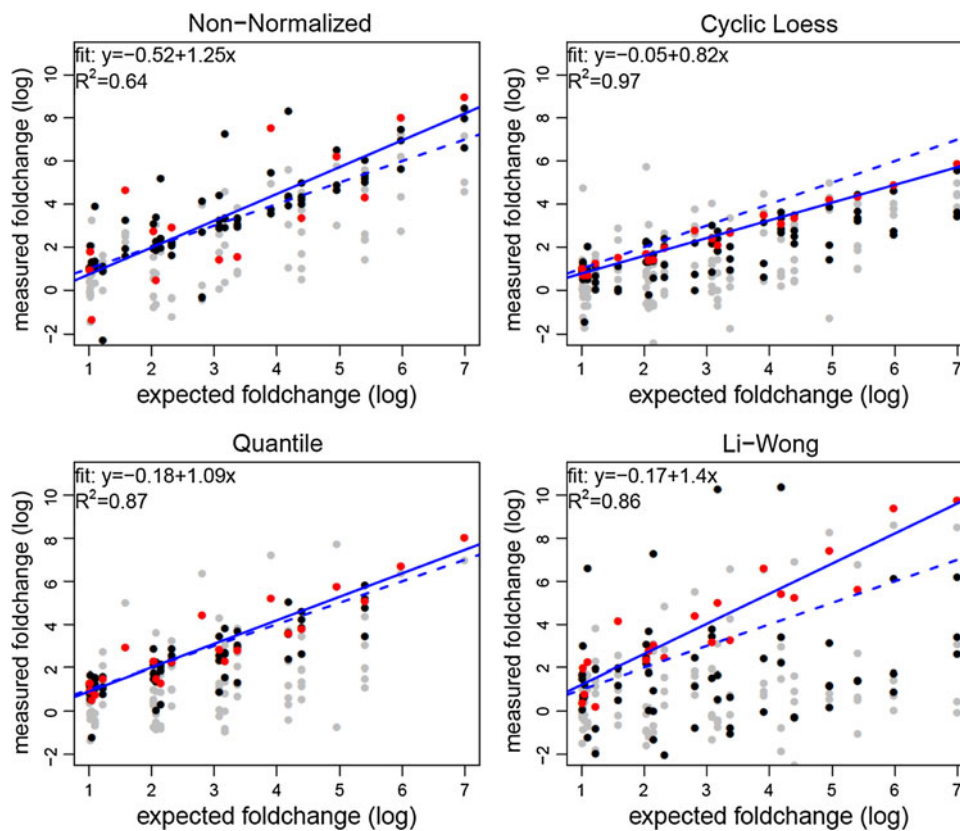 Non−Normalized
fit: y=−0.52+1.25x
R²=0.64
measured foldchange (log)
−2 0 2 4 6 8 10
1 2 3 4 5 6 7
expected foldchange (log)
Cyclic Loess
fit: y=−0.05+0.82x
R²=0.97
measured foldchange (log)
−2 0 2 4 6 8 10
1 2 3 4 5 6 7
expected foldchange (log)
Quantile
fit: y=−0.18+1.09x
R²=0.87
measured foldchange (log)
−2 0 2 4 6 8 10
1 2 3 4 5 6 7
expected foldchange (log)
Li−Wong
fit: y=−0.17+1.4x
R²=0.86
measured foldchange (log)
−2 0 2 4 6 8 10
1 2 3 4 5 6 7
expected foldchange (log)